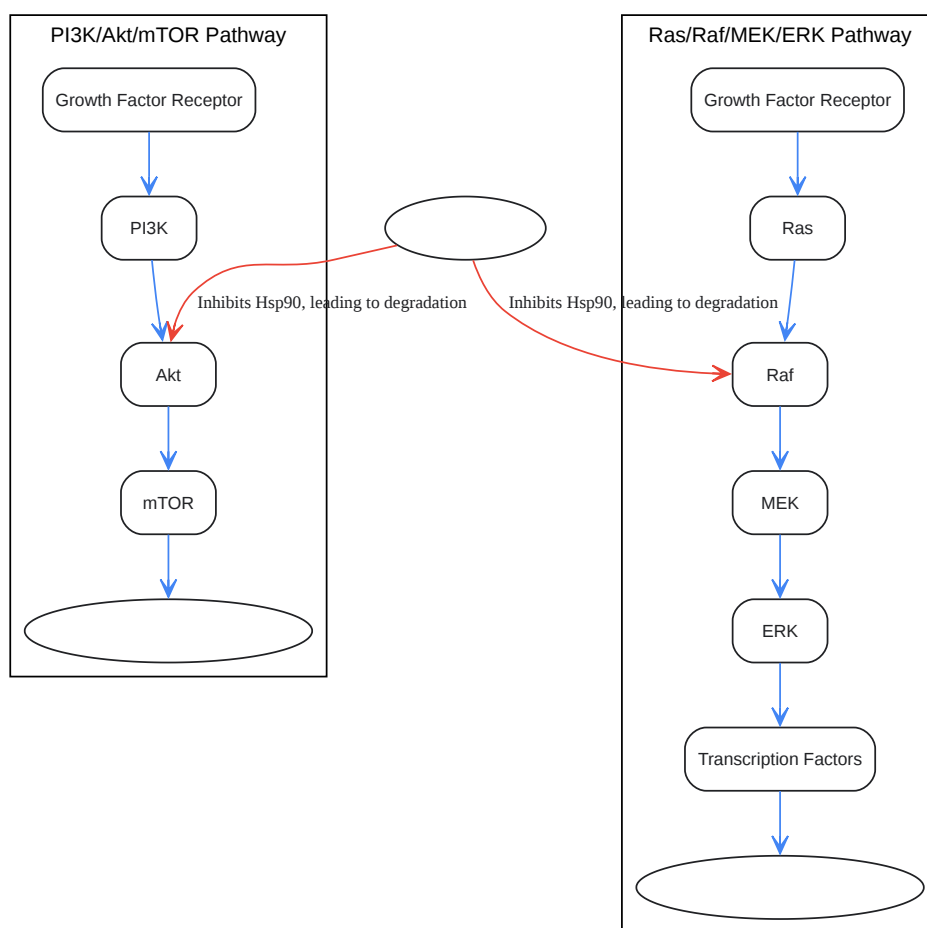 PI3K/Akt/mTOR Pathway
Growth Factor Receptor
PI3K
Akt
mTOR
Inhibits Hsp90, leading to degradation
Inhibits Hsp90, leading to degradation
Ras/Raf/MEK/ERK Pathway
Growth Factor Receptor
Ras
Raf
MEK
ERK
Transcription Factors